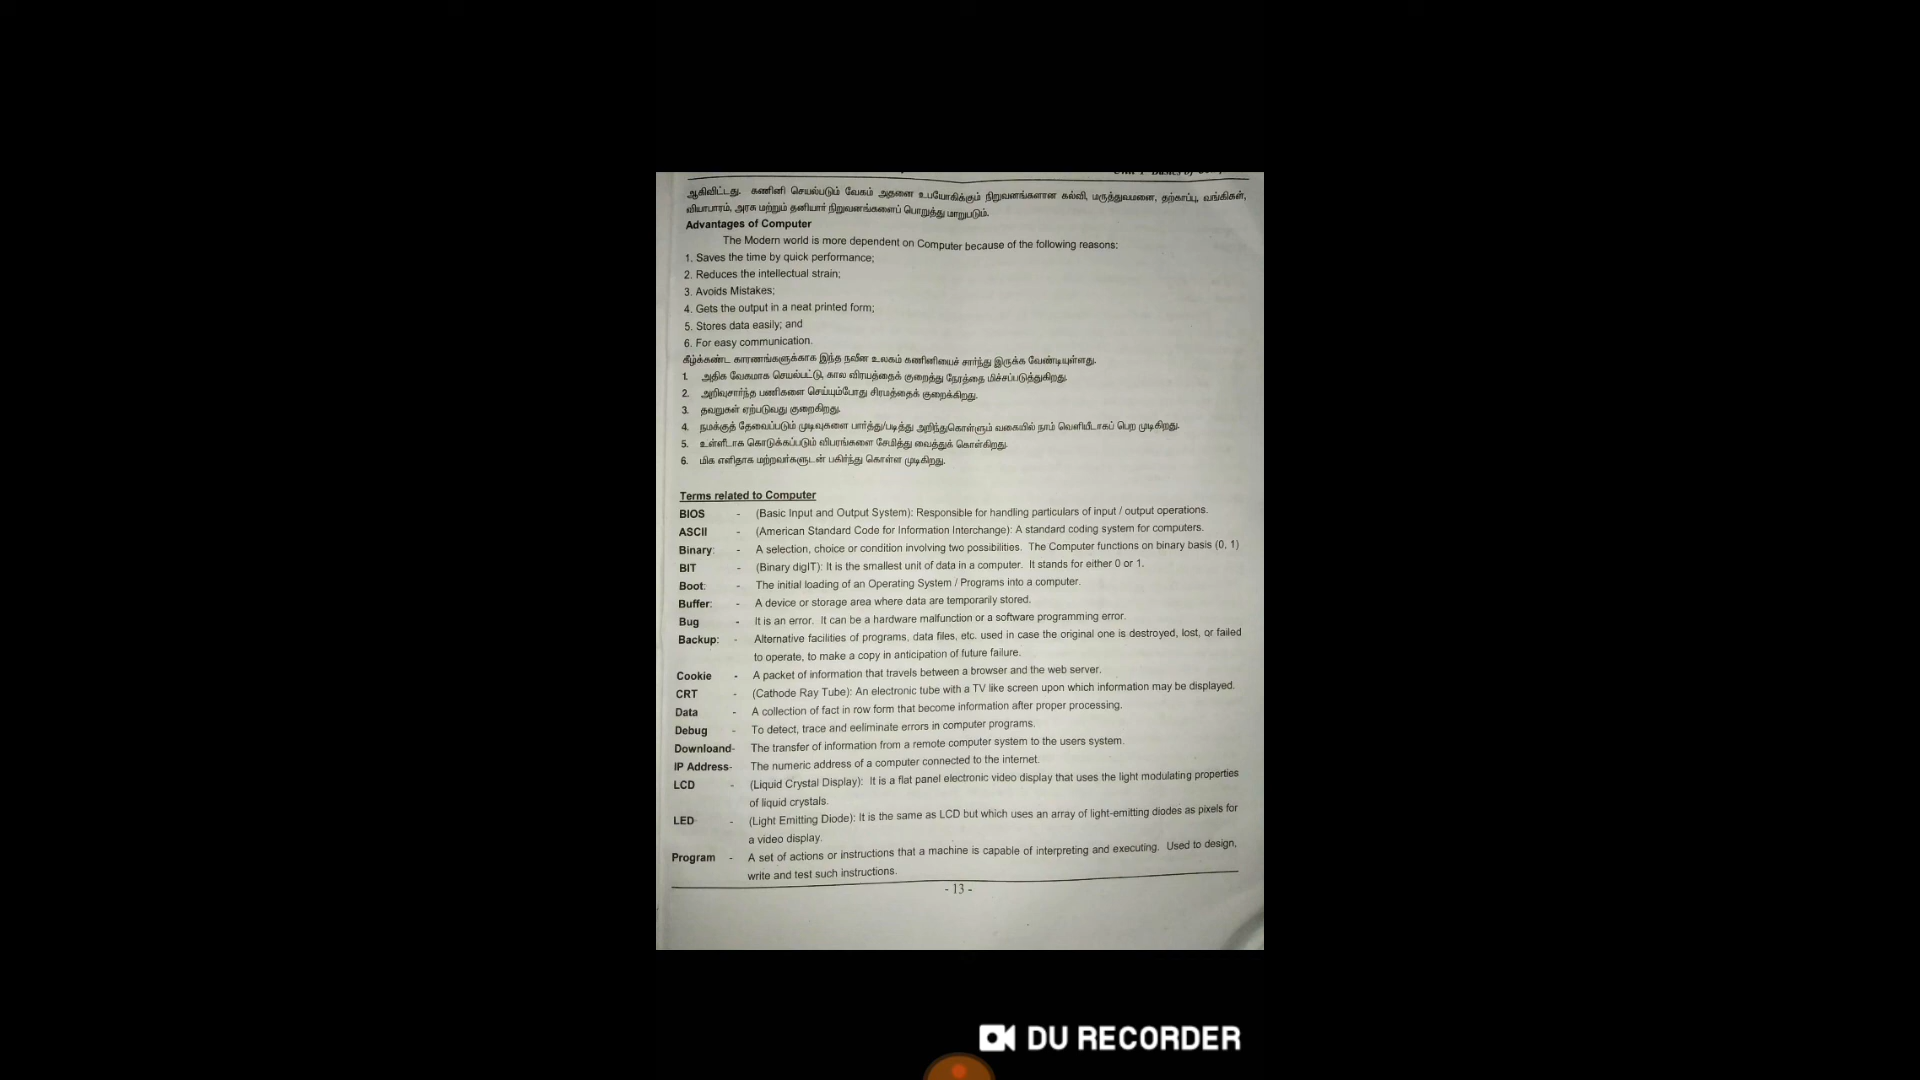 ஆகிவிட்டது. கணினி செயல்படும் வேகம் அதனை உபயோகிக்கும் நிறுவனங்களான கல்வி, மருத்துவமனை, தற்காப்பு, வங்கிகள்,
வியாபாரம், அரசு மற்றும் தனியார் நிறுவனங்களைப் பொறுத்து மாறுபடும்.
Advantages of Computer
The Modern world is more dependent on Computer because of the following reasons:
1. Saves the time by quick performance;
2. Reduces the intellectual strain;
3. Avoids Mistakes;
4. Gets the output in a neat printed form;
5. Stores data easily; and
6. For easy communication.
கீழ்க்கண்ட காரணங்களுக்காக இந்த நவீன உலகம் கணினியைச் சார்ந்து இருக்க வேண்டியுள்ளது.
1. அதிக வேகமாக செயல்பட்டு, கால விரயத்தைக் குறைத்து நேரத்தை மிச்சப்படுத்துகிறது.
2. அறிவுசார்ந்த பணிகளை செய்யும்போது சிரமத்தைக் குறைக்கிறது.
3. தவறுகள் ஏற்படுவது குறைகிறது.
4. நமக்குத் தேவைப்படும் முடிவுகளை பார்த்து/படித்து அறிந்துகொள்ளும் வகையில் நாம் வெளியீடாகப் பெற முடிகிறது.
5. உள்ளீடாக கொடுக்கப்படும் விபரங்களை சேமித்து வைத்துக் கொள்கிறது.
6. மிக எளிதாக மற்றவர்களுடன் பகிர்ந்து கொள்ள முடிகிறது.
Terms related to Computer
BIOS - (Basic Input and Output System): Responsible for handling particulars of input / output operations.
ASCII - (American Standard Code for Information Interchange): A standard coding system for computers.
Binary: - A selection, choice or condition involving two possibilities. The Computer functions on binary basis (0, 1)
BIT - (Binary digIT): It is the smallest unit of data in a computer. It stands for either 0 or 1.
Boot: - The initial loading of an Operating System / Programs into a computer.
Buffer: - A device or storage area where data are temporarily stored.
Bug - It is an error. It can be a hardware malfunction or a software programming error.
Backup: - Alternative facilities of programs, data files, etc. used in case the original one is destroyed, lost, or failed
to operate, to make a copy in anticipation of future failure.
Cookie - A packet of information that travels between a browser and the web server.
CRT - (Cathode Ray Tube): An electronic tube with a TV like screen upon which information may be displayed.
Data - A collection of fact in row form that become information after proper processing.
Debug - To detect, trace and eeliminate errors in computer programs.
Downloand- The transfer of information from a remote computer system to the users system.
IP Address- The numeric address of a computer connected to the internet.
LCD - (Liquid Crystal Display): It is a flat panel electronic video display that uses the light modulating properties
of liquid crystals.
LED - (Light Emitting Diode): It is the same as LCD but which uses an array of light-emitting diodes as pixels for
a video display.
Program - A set of actions or instructions that a machine is capable of interpreting and executing. Used to design,
write and test such instructions.
- 13 -
DU RECORDER